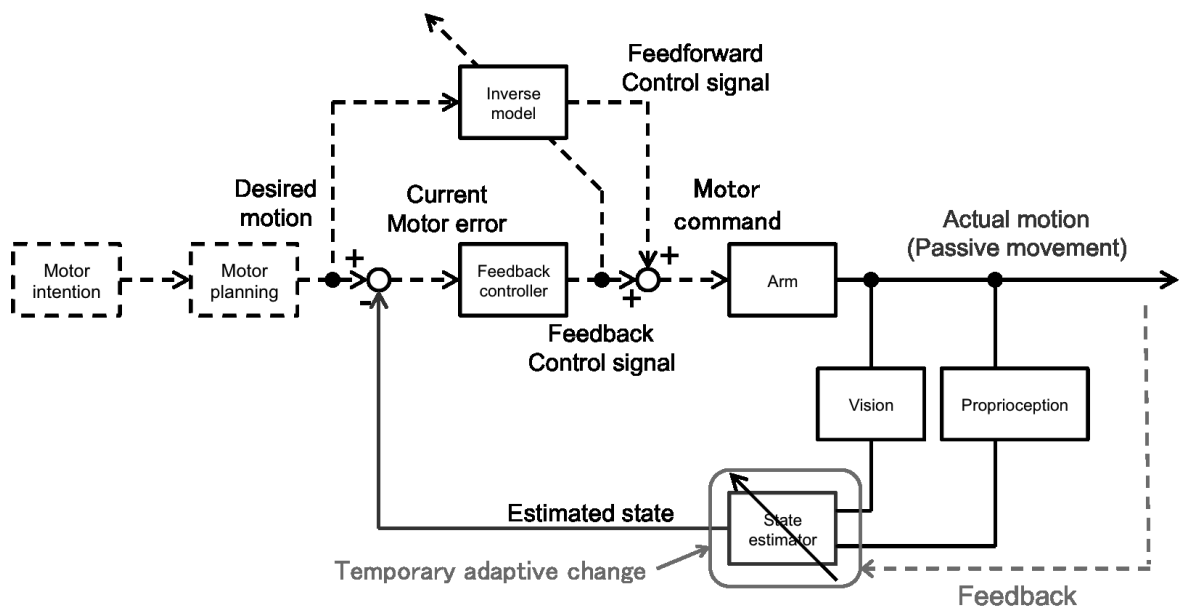 Feedforward
Control signal
Inverse
model
Desired
motion
Current
Motor error
Motor
command
Actual motion
(Passive movement)
Motor
intention
Motor
planning
+
-
Feedback
controller
+
+
Arm
Feedback
Control signal
Vision
Proprioception
Estimated state
State
estimator
Temporary adaptive change
Feedback